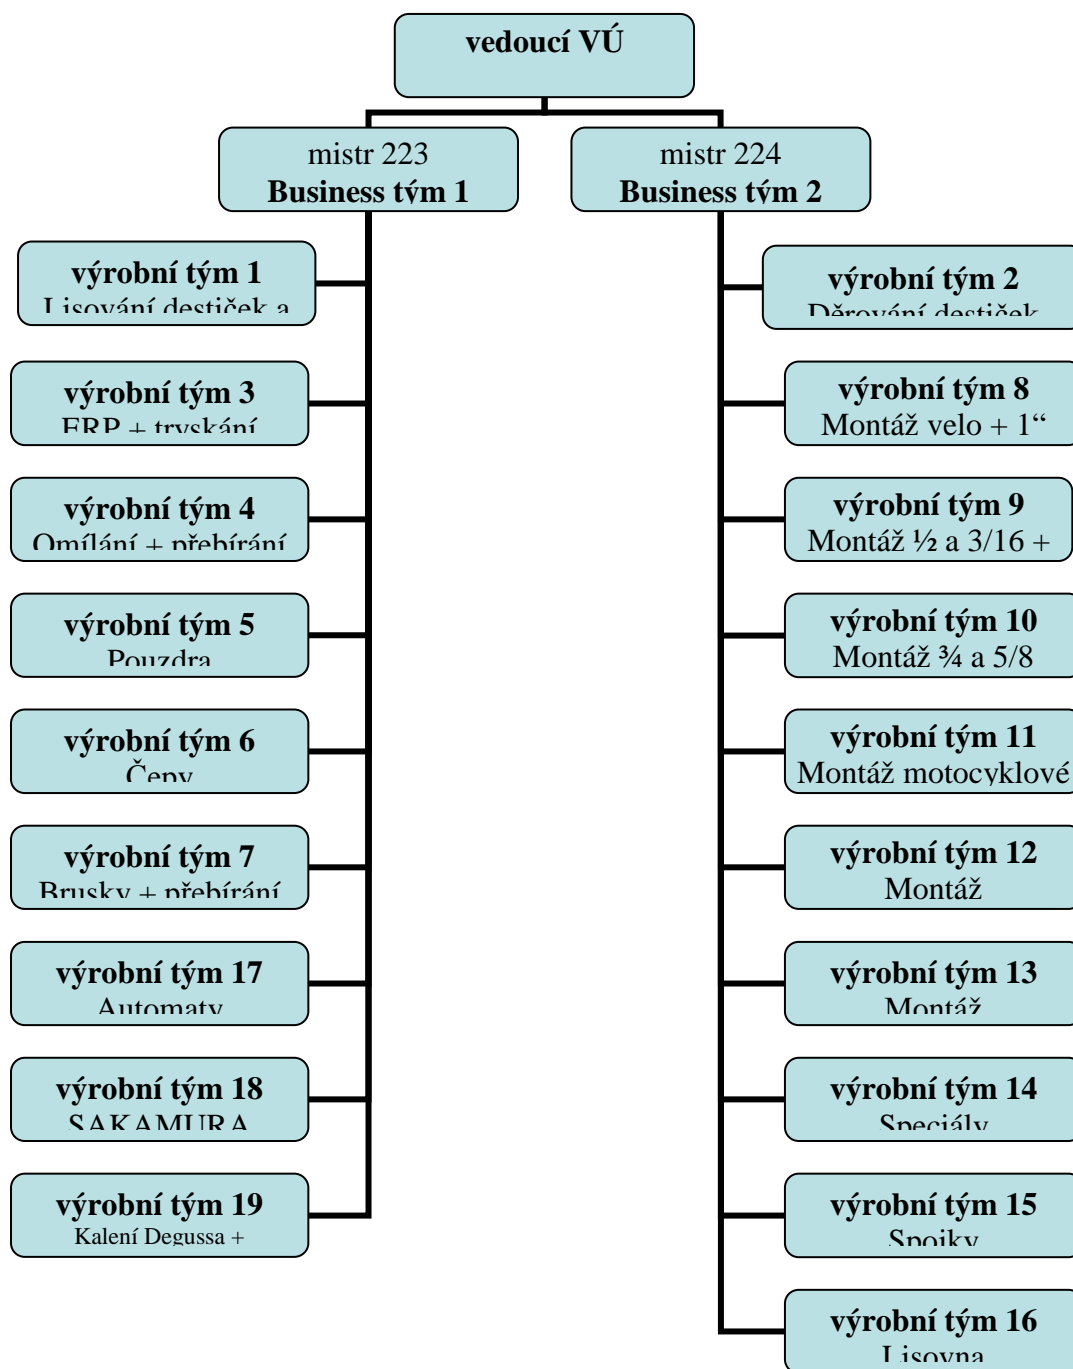 vedoucí VÚ
mistr 223
Business tým 1
mistr 224
Business tým 2
výrobní tým 1
Lisování destiček a
výrobní tým 3
ERP + tryskání
výrobní tým 4
Omílání + přebírání
výrobní tým 5
Pouzdra
výrobní tým 6
Čepy
výrobní tým 7
Brusky + přebírání
výrobní tým 17
Automaty
výrobní tým 18
SAKAMURA
výrobní tým 19
Kalení Degussa +
výrobní tým 2
Děrování destiček
výrobní tým 8
Montáž velo + 1“
výrobní tým 9
Montáž ½ a 3/16 +
výrobní tým 10
Montáž ¾ a 5/8
výrobní tým 11
Montáž motocyklové
výrobní tým 12
Montáž
výrobní tým 13
Montáž
výrobní tým 14
Speciály
výrobní tým 15
Spojky
výrobní tým 16
Lisovna